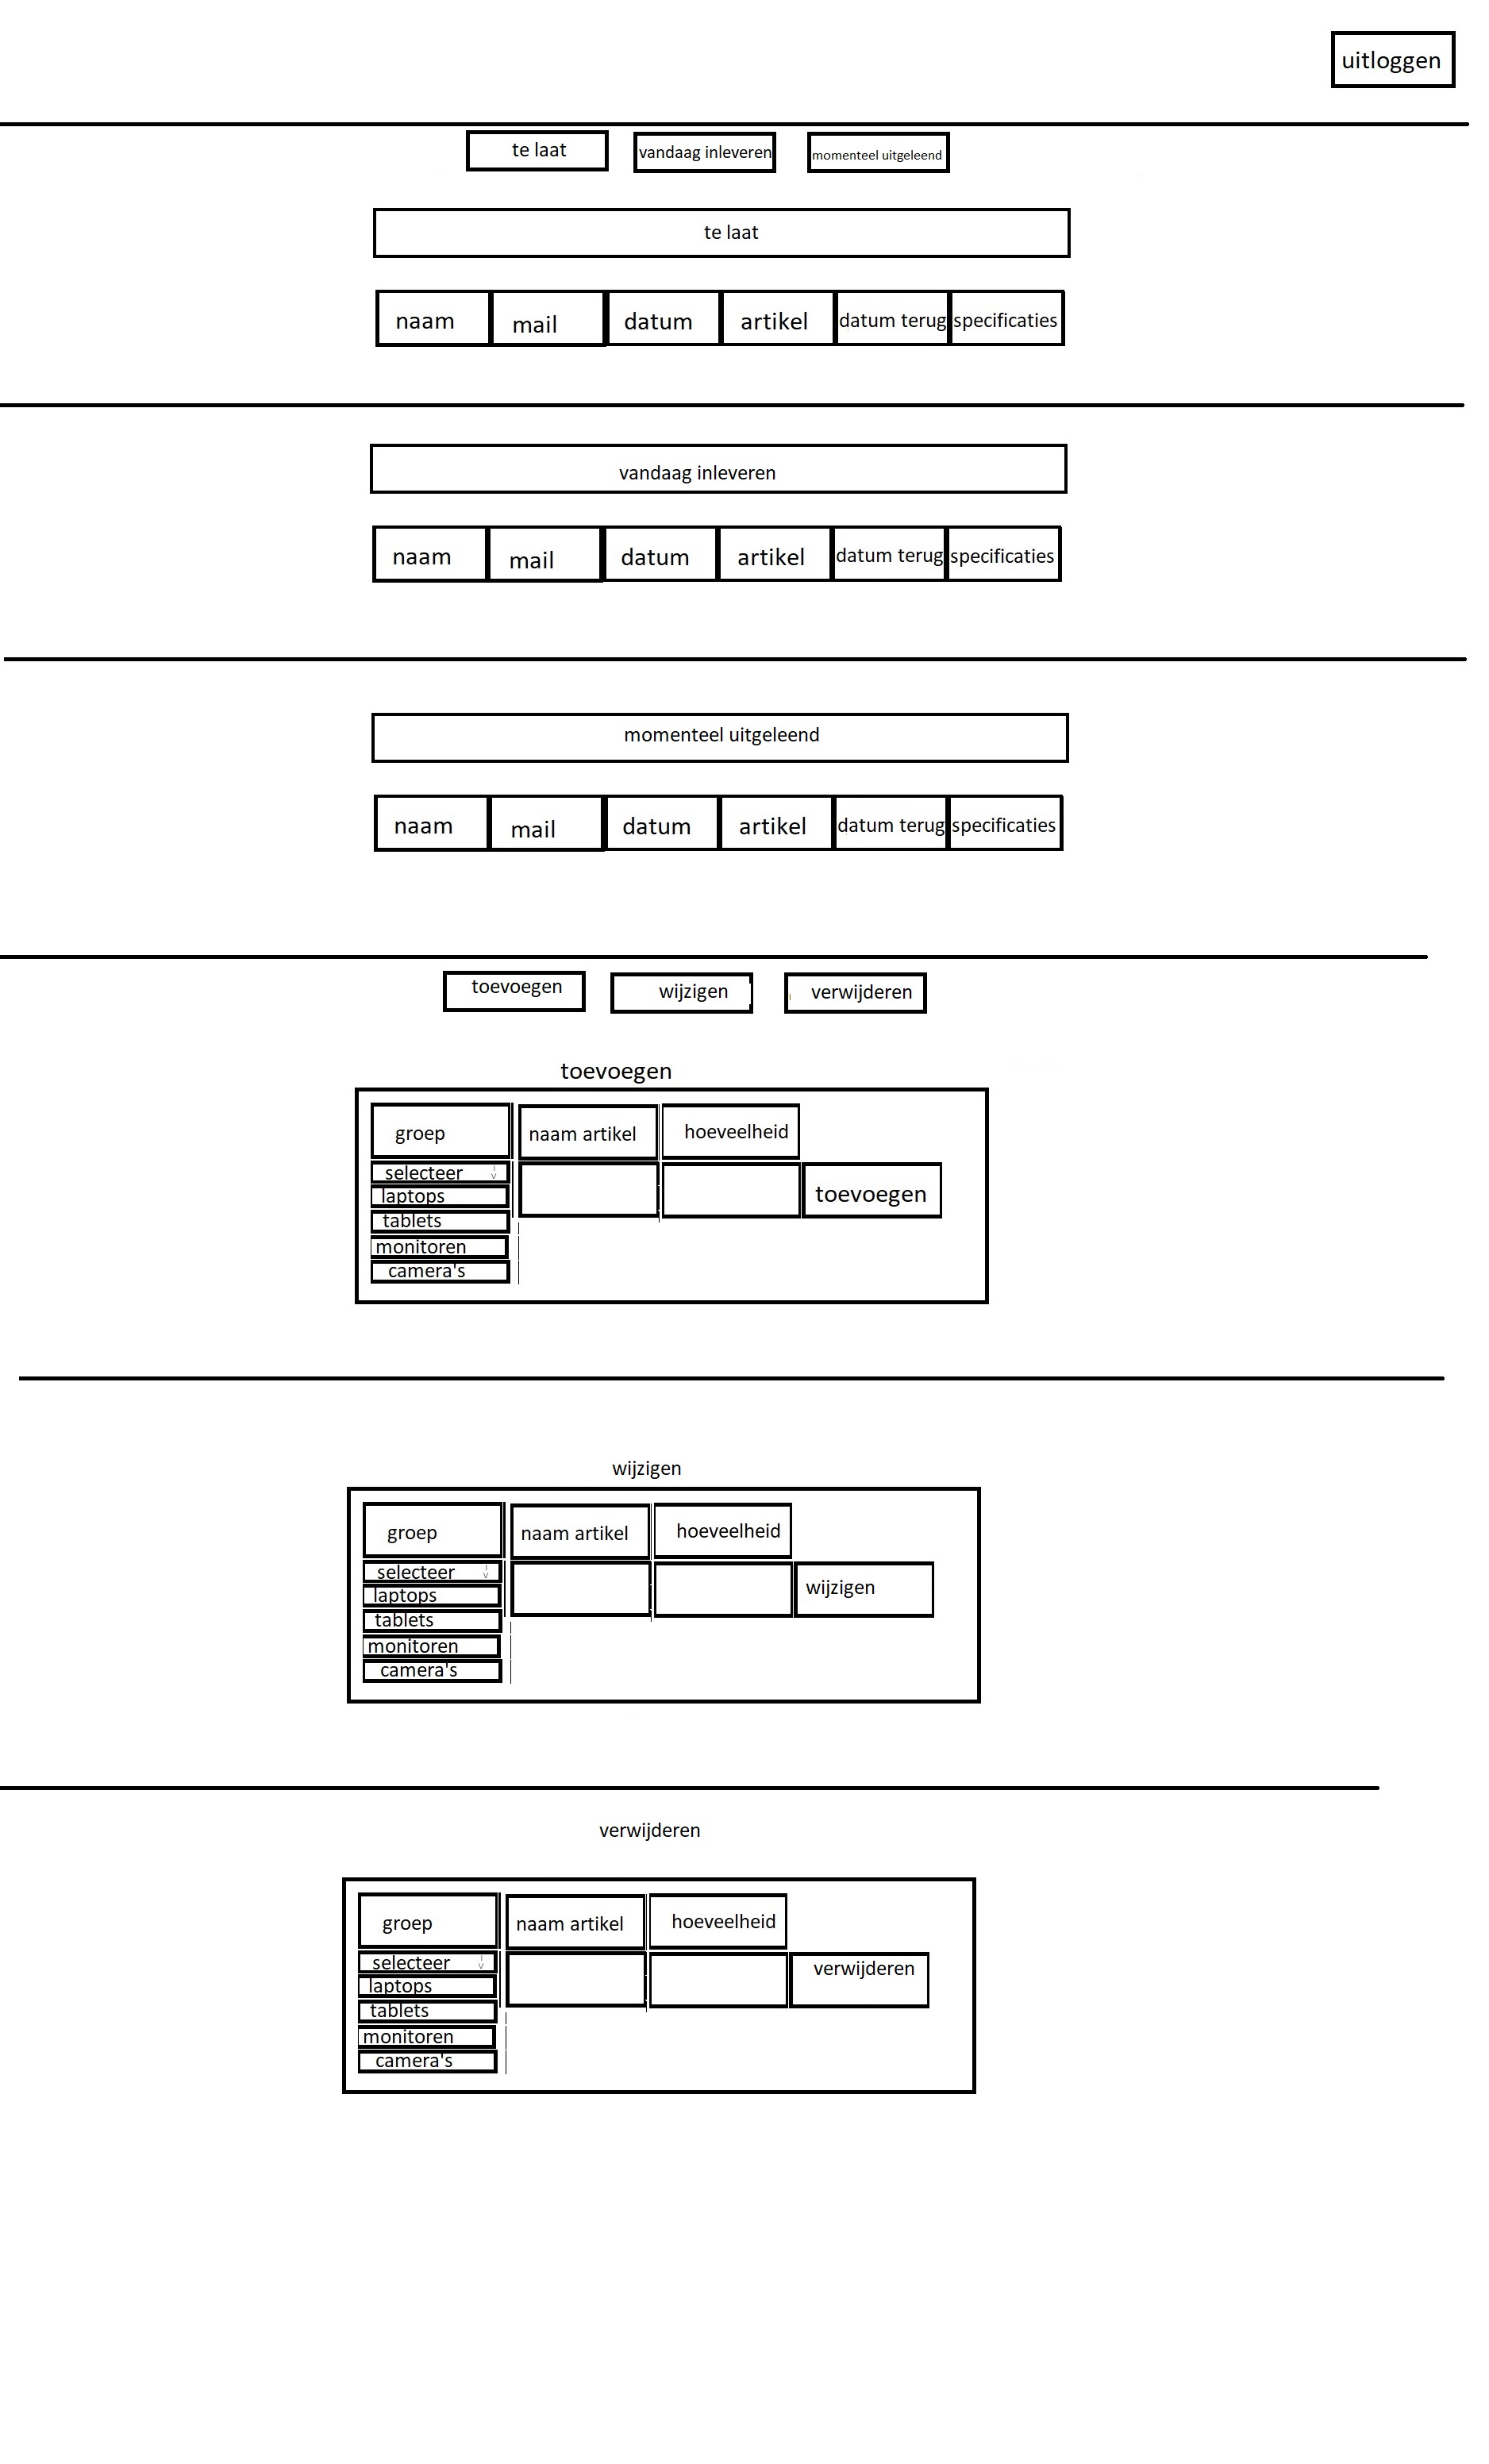 uitloggen
te laat vandaag inleveren momenteel uitgeleend
te laat
naam mail datum artikel datum terug specificaties
vandaag inleveren
naam mail datum artikel datum terug specificaties
momenteel uitgeleend
naam mail datum artikel datum terug specificaties
toevoegen wijzigen verwijderen
toevoegen
groep naam artikel hoeveelheid
selecteer
laptops toevoegen
tablets
monitoren
camera's
wijzigen
groep naam artikel hoeveelheid
selecteer wijzigen
laptops
tablets
monitoren
camera's
verwijderen
groep naam artikel hoeveelheid
selecteer verwijderen
laptops
tablets
monitoren
camera's